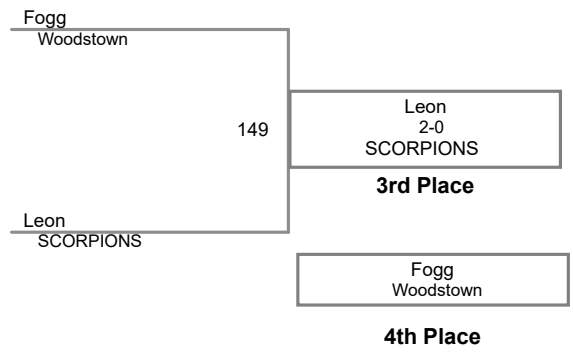 Fogg
Woodstown
149
Leon
2-0
SCORPIONS
3rd Place
Leon
SCORPIONS
Fogg
Woodstown
4th Place